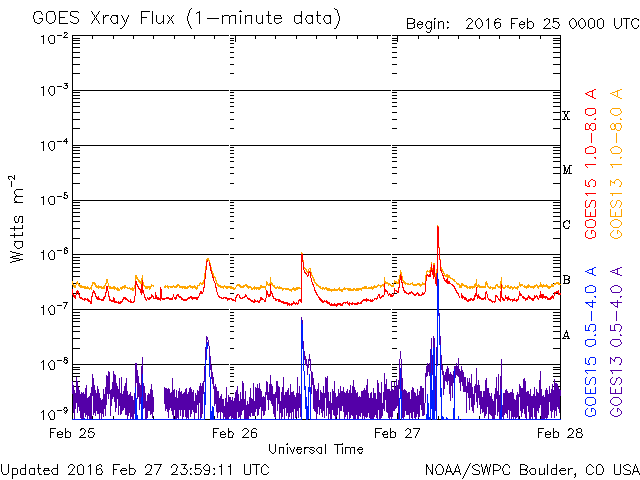 GOES Xray Flux (1-minute data)
Begin: 2016 Feb 25 0000 UTC
10-2
10-3
10-4
10-5
10-6
10-7
10-8
10-9
Watts m-2
X
M
C
B
A
GOES15 1.0-8.0 A
GOES13 1.0-8.0 A
GOES15 0.5-4.0 A
GOES13 0.5-4.0 A
Feb 25
Feb 26
Feb 27
Feb 28
Universal Time
Updated 2016 Feb 27 23:59:11 UTC
NOAA/SWPC Boulder, CO USA